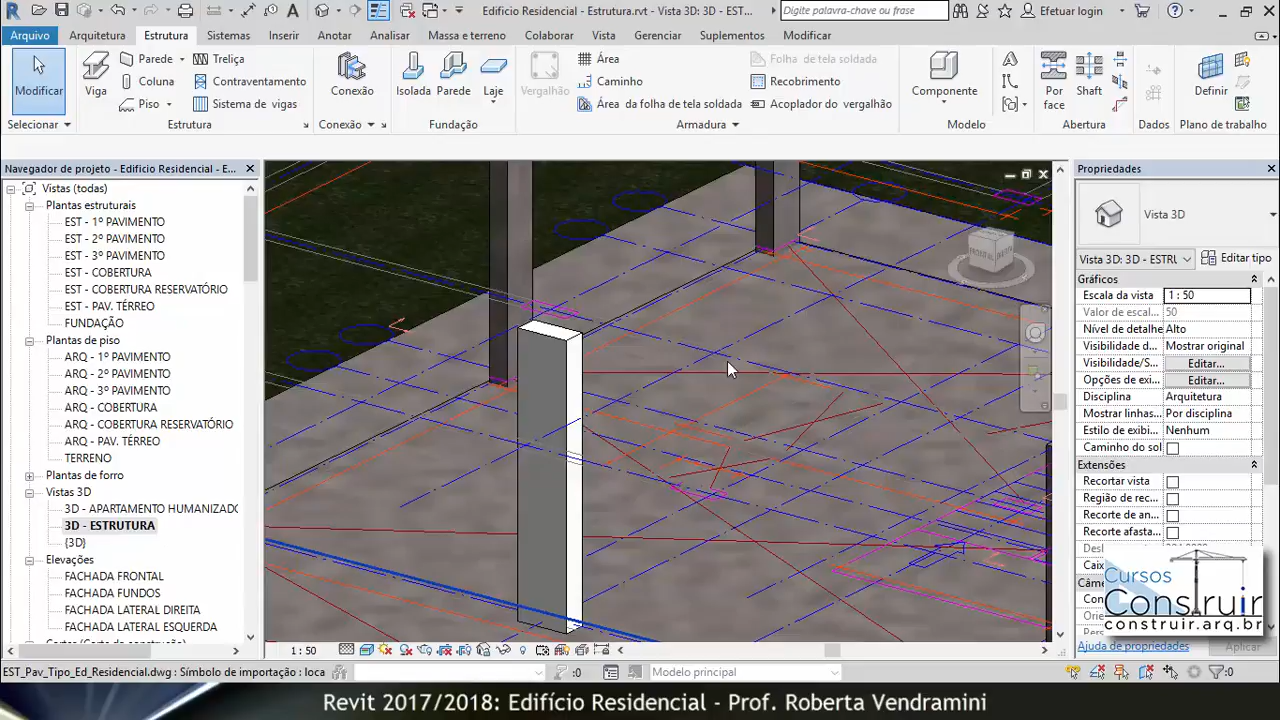 Edifício Residencial - Estrutura.rvt - Vista 3D: 3D - EST...
Digite palavra-chave ou frase
Efetuar login
Arquivo Arquitetura Estrutura Sistemas Inserir Anotar Analisar Massa e terreno Colaborar Vista Gerenciar Suplementos Modificar
Modificar
Selecionar
Viga
Parede
Coluna
Piso
Treliça
Contraventamento
Sistema de vigas
Estrutura
Conexão
Conexão
Isolada
Parede
Laje
Fundação
Vergalhão
Área
Caminho
Área da folha de tela soldada
Folha de tela soldada
Recobrimento
Acoplador do vergalhão
Armadura
Componente
Modelo
Por face
Shaft
Abertura
Dados
Definir
Plano de trabalho
Navegador de projeto - Edifício Residencial - E...
Vistas (todas)
Plantas estruturais
EST - 1º PAVIMENTO
EST - 2º PAVIMENTO
EST - 3º PAVIMENTO
EST - COBERTURA
EST - COBERTURA RESERVATÓRIO
EST - PAV. TÉRREO
FUNDAÇÃO
Plantas de piso
ARQ - 1º PAVIMENTO
ARQ - 2º PAVIMENTO
ARQ - 3º PAVIMENTO
ARQ - COBERTURA
ARQ - COBERTURA RESERVATÓRIO
ARQ - PAV. TÉRREO
TERRENO
Plantas de forro
Vistas 3D
3D - APARTAMENTO HUMANIZADO
3D - ESTRUTURA
{3D}
Elevações
FACHADA FRONTAL
FACHADA FUNDOS
FACHADA LATERAL DIREITA
FACHADA LATERAL ESQUERDA
FRONTAL
Propriedades
Vista 3D
Vista 3D: 3D - ESTRU
Editar tipo
Gráficos
Escala da vista 1 : 50
Valor de escal... 50
Nível de detalhe Alto
Visibilidade d... Mostrar original
Visibilidade/S... Editar...
Opções de exi... Editar...
Disciplina Arquitetura
Mostrar linhas... Por disciplina
Estilo de exibi... Nenhum
Caminho do sol
Extensões
Recortar vista
Região de rec...
Recorte de an...
Recorte afasta...
Caix
Câme
Con
Orie
Pers
Cursos
Construir
construir.arq.br
Ajuda de propriedades
Aplicar
1 : 50
EST_Pav_Tipo_Ed_Residencial.dwg : Símbolo de importação : loca
:0
Modelo principal
:0
Revit 2017/2018: Edifício Residencial - Prof. Roberta Vendramini